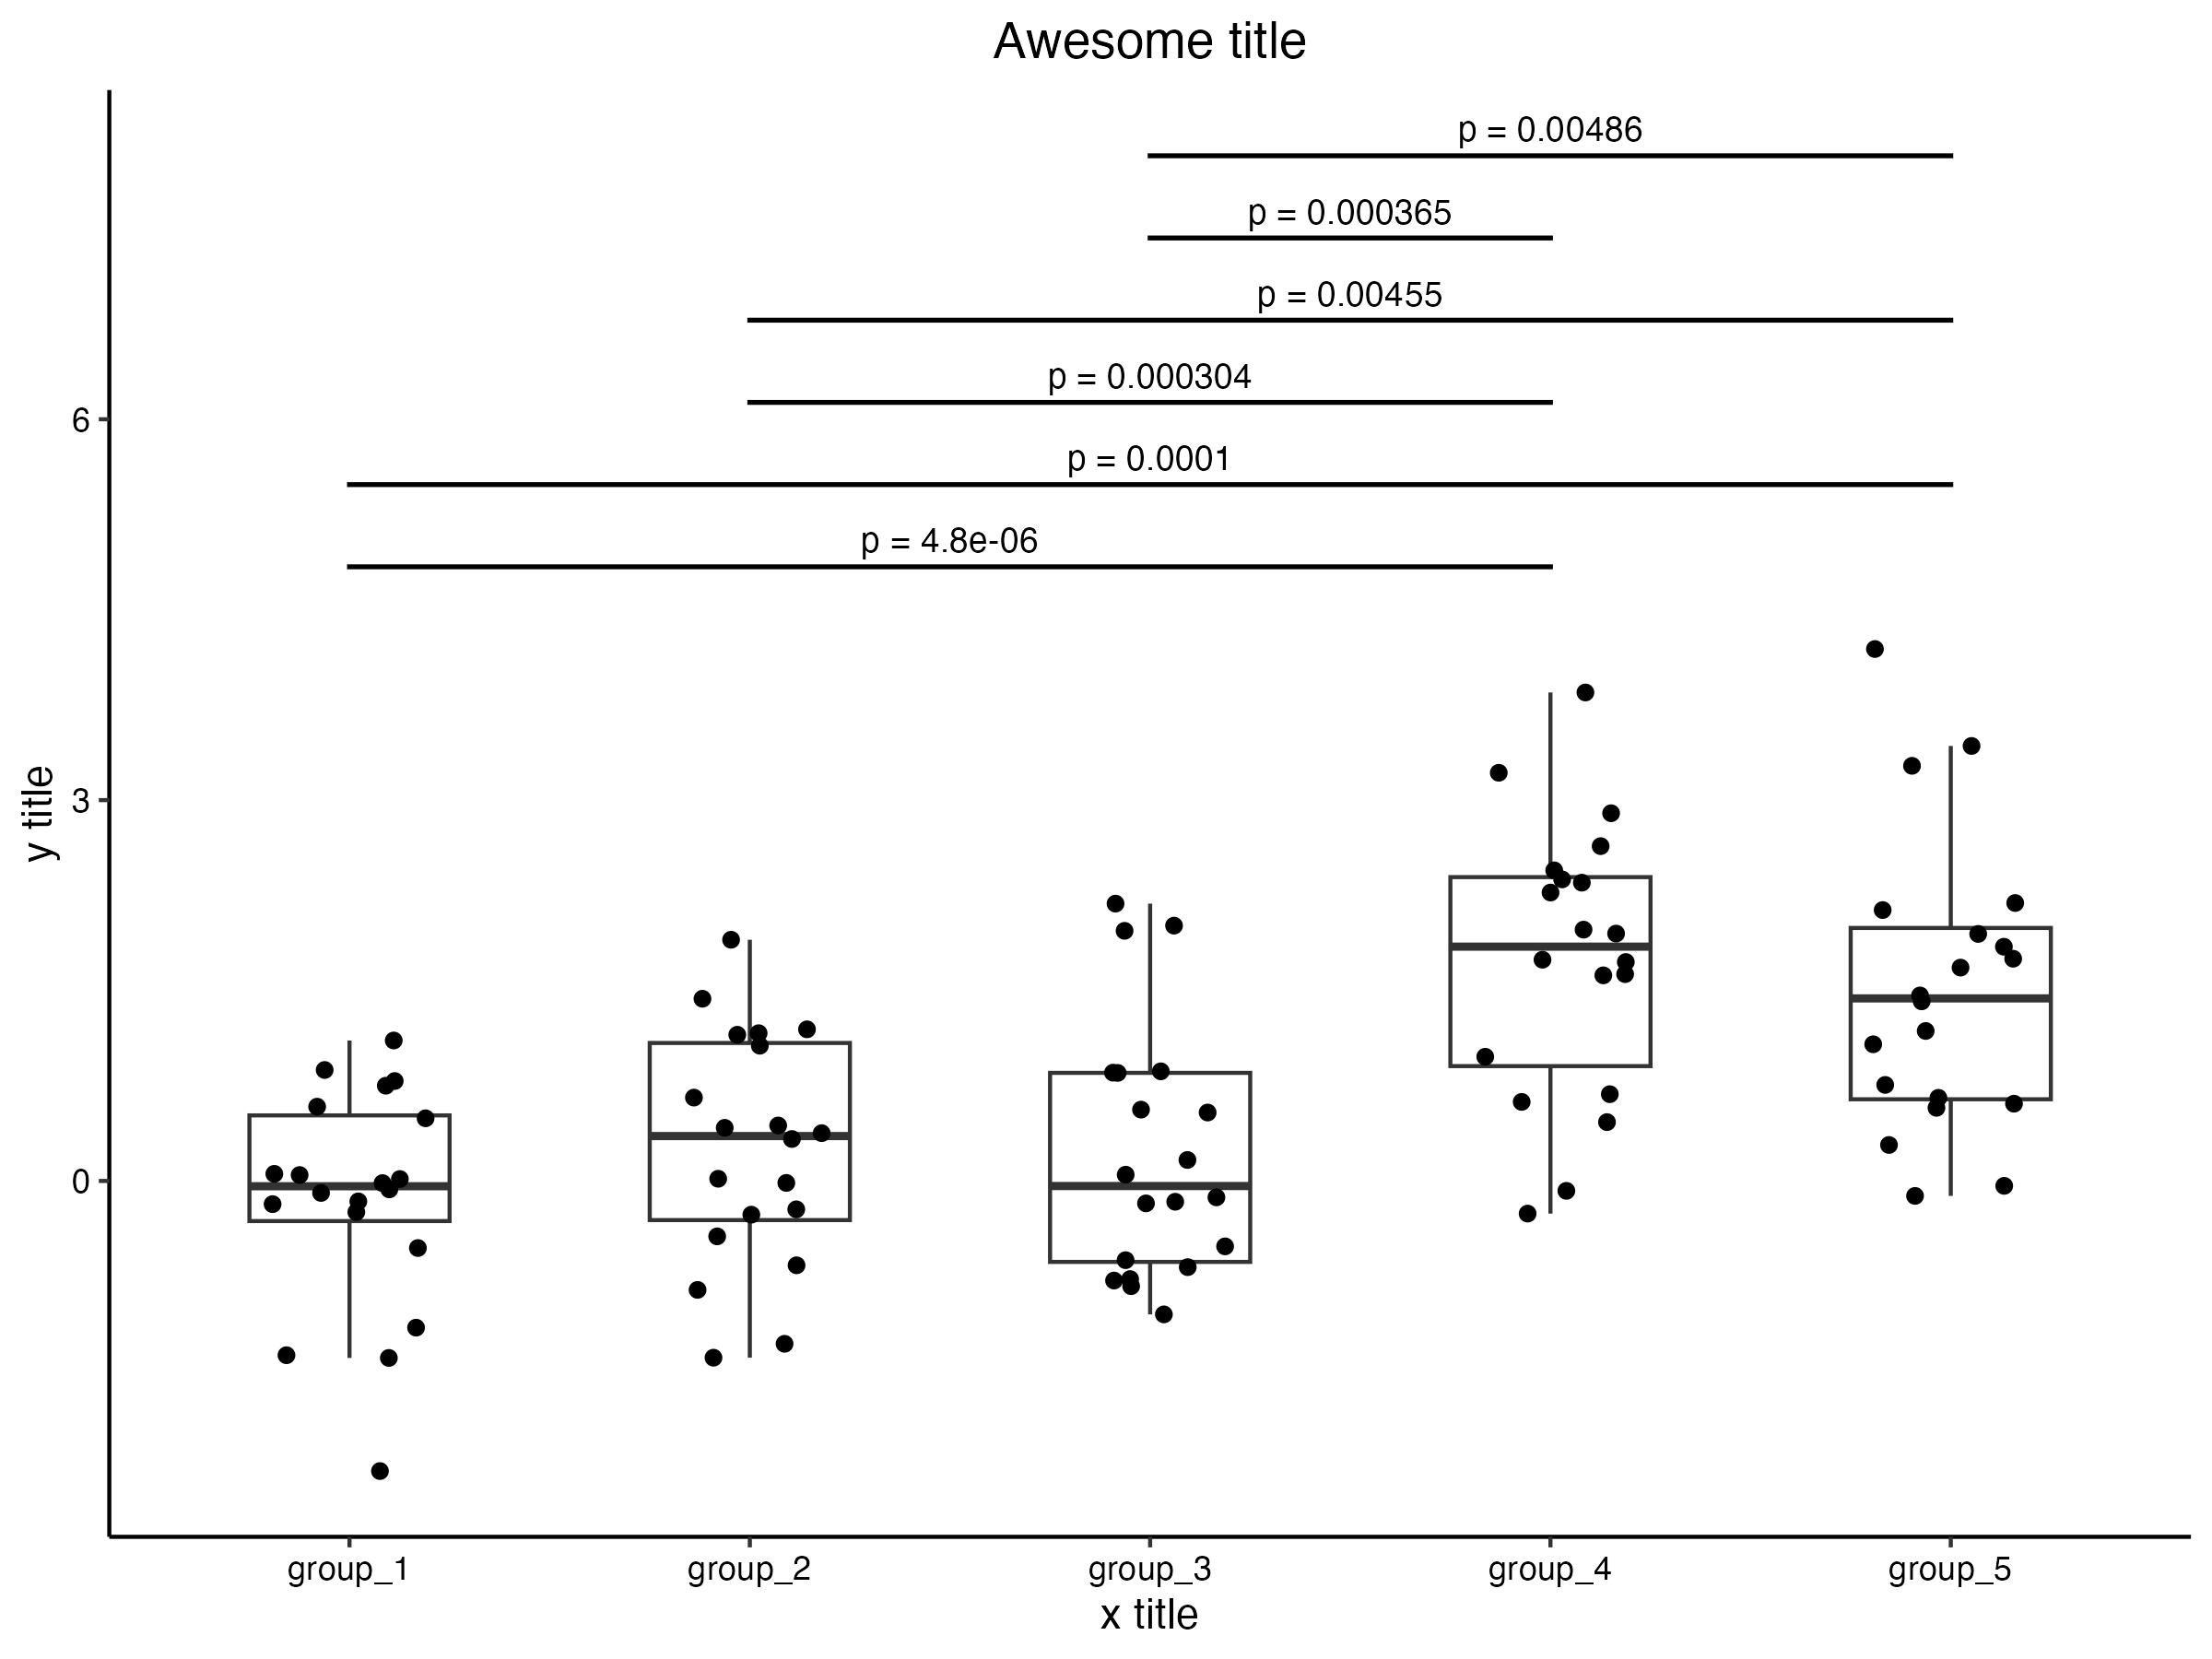 Awesome title
p = 0.00486
p = 0.000365
p = 0.00455
p = 0.000304
p = 0.0001
p = 4.8e-06
6
3
0
y title
group_1
group_2
group_3
group_4
group_5
x title